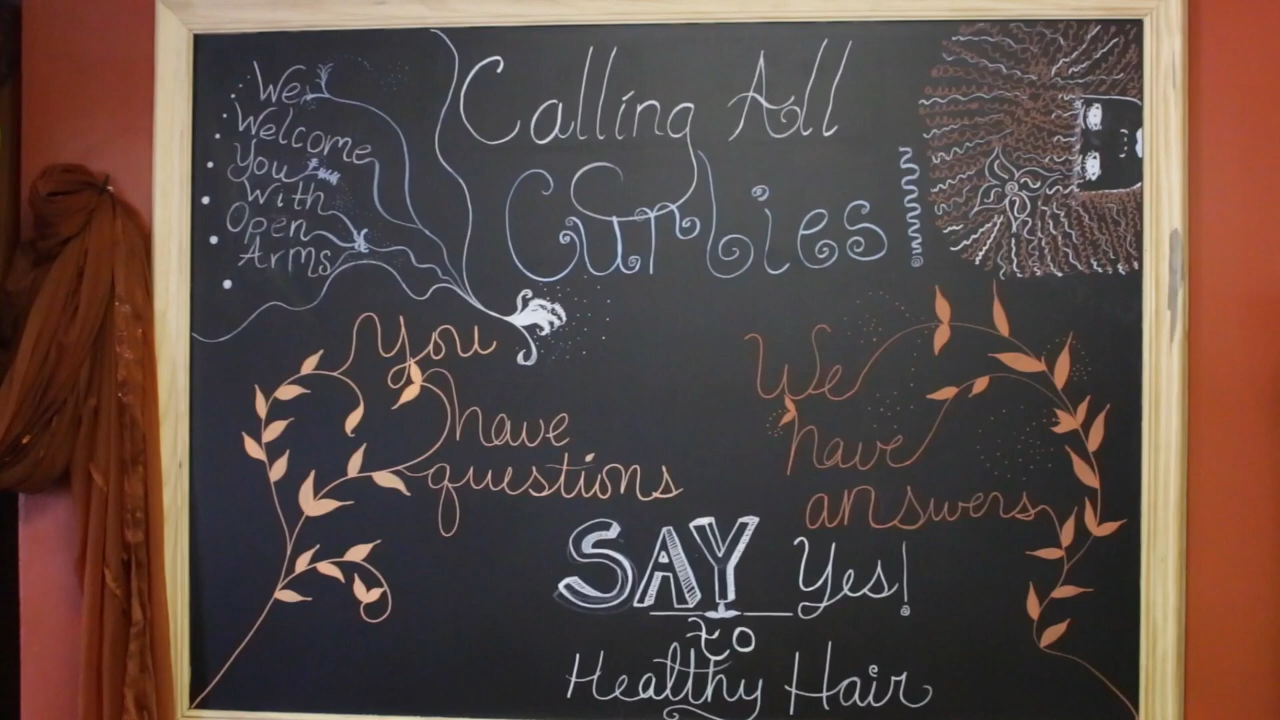 We
Welcome
You
With
Open
Arms
Calling All
Curlies!
You
have
questions
We
have
answers
SAY Yes!
to
Healthy Hair